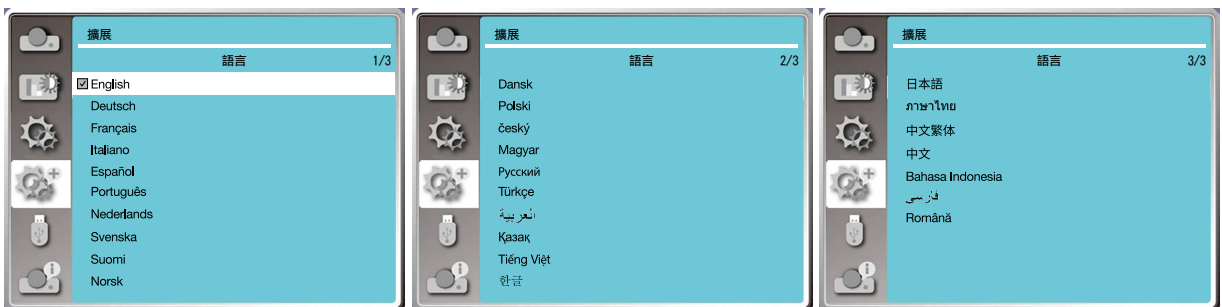 擴展
語言 1/3
English
Deutsch
Français
Italiano
Español
Português
Nederlands
Svenska
Suomi
Norsk
擴展
語言 2/3
Dansk
Polski
český
Magyar
Русский
Türkçe
العربية
Қазақ
Tiếng Việt
한글
擴展
語言 3/3
日本語
ภาษาไทย
中文繁体
中文
Bahasa Indonesia
فارسي
Română